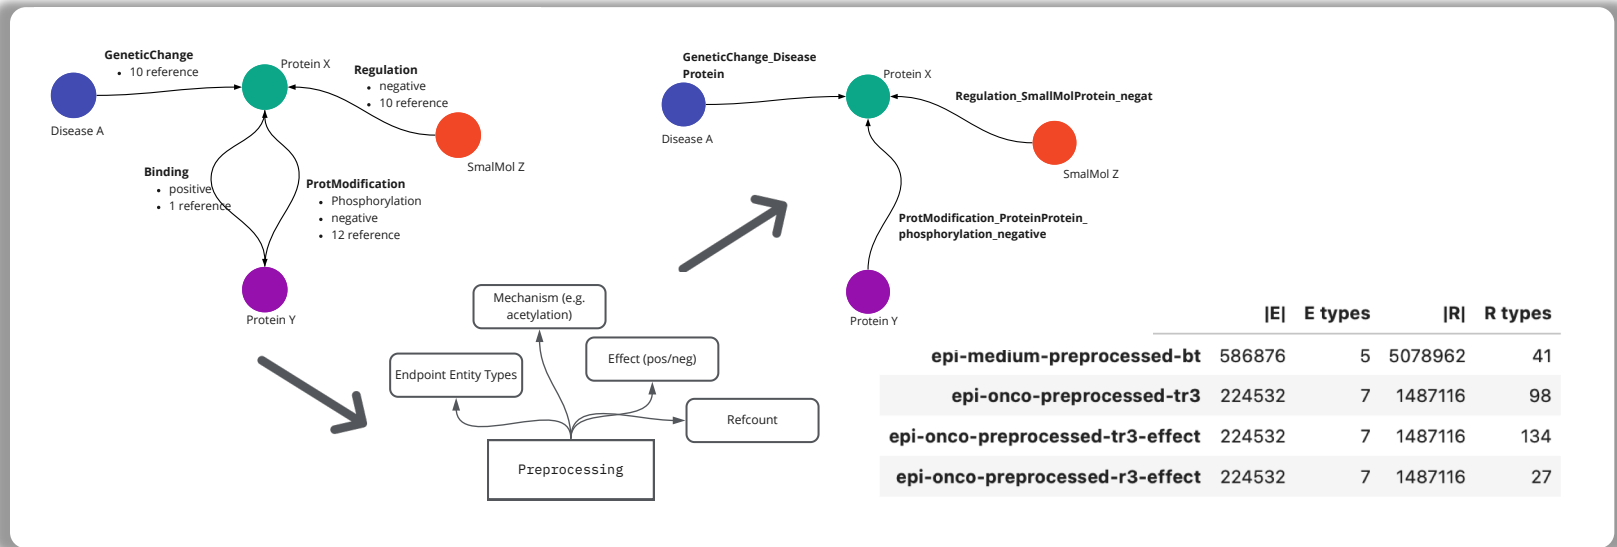 GeneticChange
• 10 reference
Protein X
Regulation
• negative
• 10 reference
Disease A
SmalMol Z
Binding
• positive
• 1 reference
ProtModification
• Phosphorylation
• negative
• 12 reference
Protein Y
Mechanism (e.g.
acetylation)
Effect (pos/neg)
Endpoint Entity Types
Refcount
Preprocessing
GeneticChange_Disease
Protein
Protein X
Regulation_SmallMolProtein_negat
Disease A
SmalMol Z
ProtModification_ProteinProtein_
phosphorylation_negative
Protein Y
|E| E types |R| R types
epi-medium-preprocessed-bt 586876 5 5078962 41
epi-onco-preprocessed-tr3 224532 7 1487116 98
epi-onco-preprocessed-tr3-effect 224532 7 1487116 134
epi-onco-preprocessed-r3-effect 224532 7 1487116 27